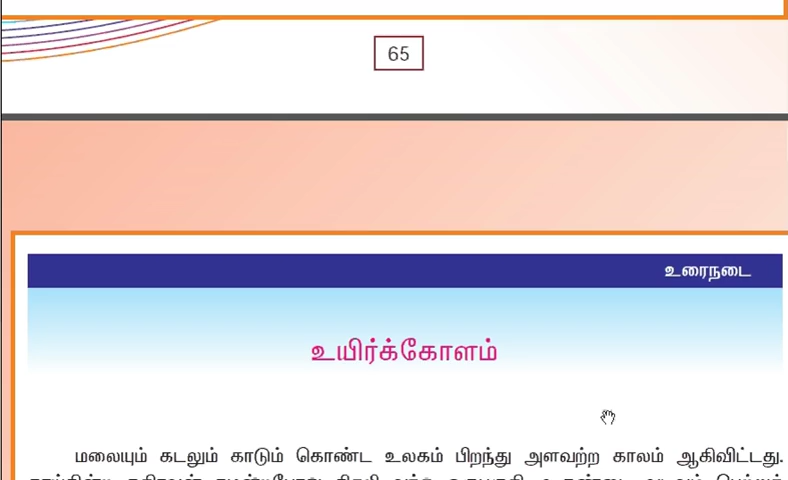 65
உரைநடை
உயிர்க்கோளம்
மலையும் கடலும் காடும் கொண்ட உலகம் பிறந்து அளவற்ற காலம் ஆகிவிட்டது.